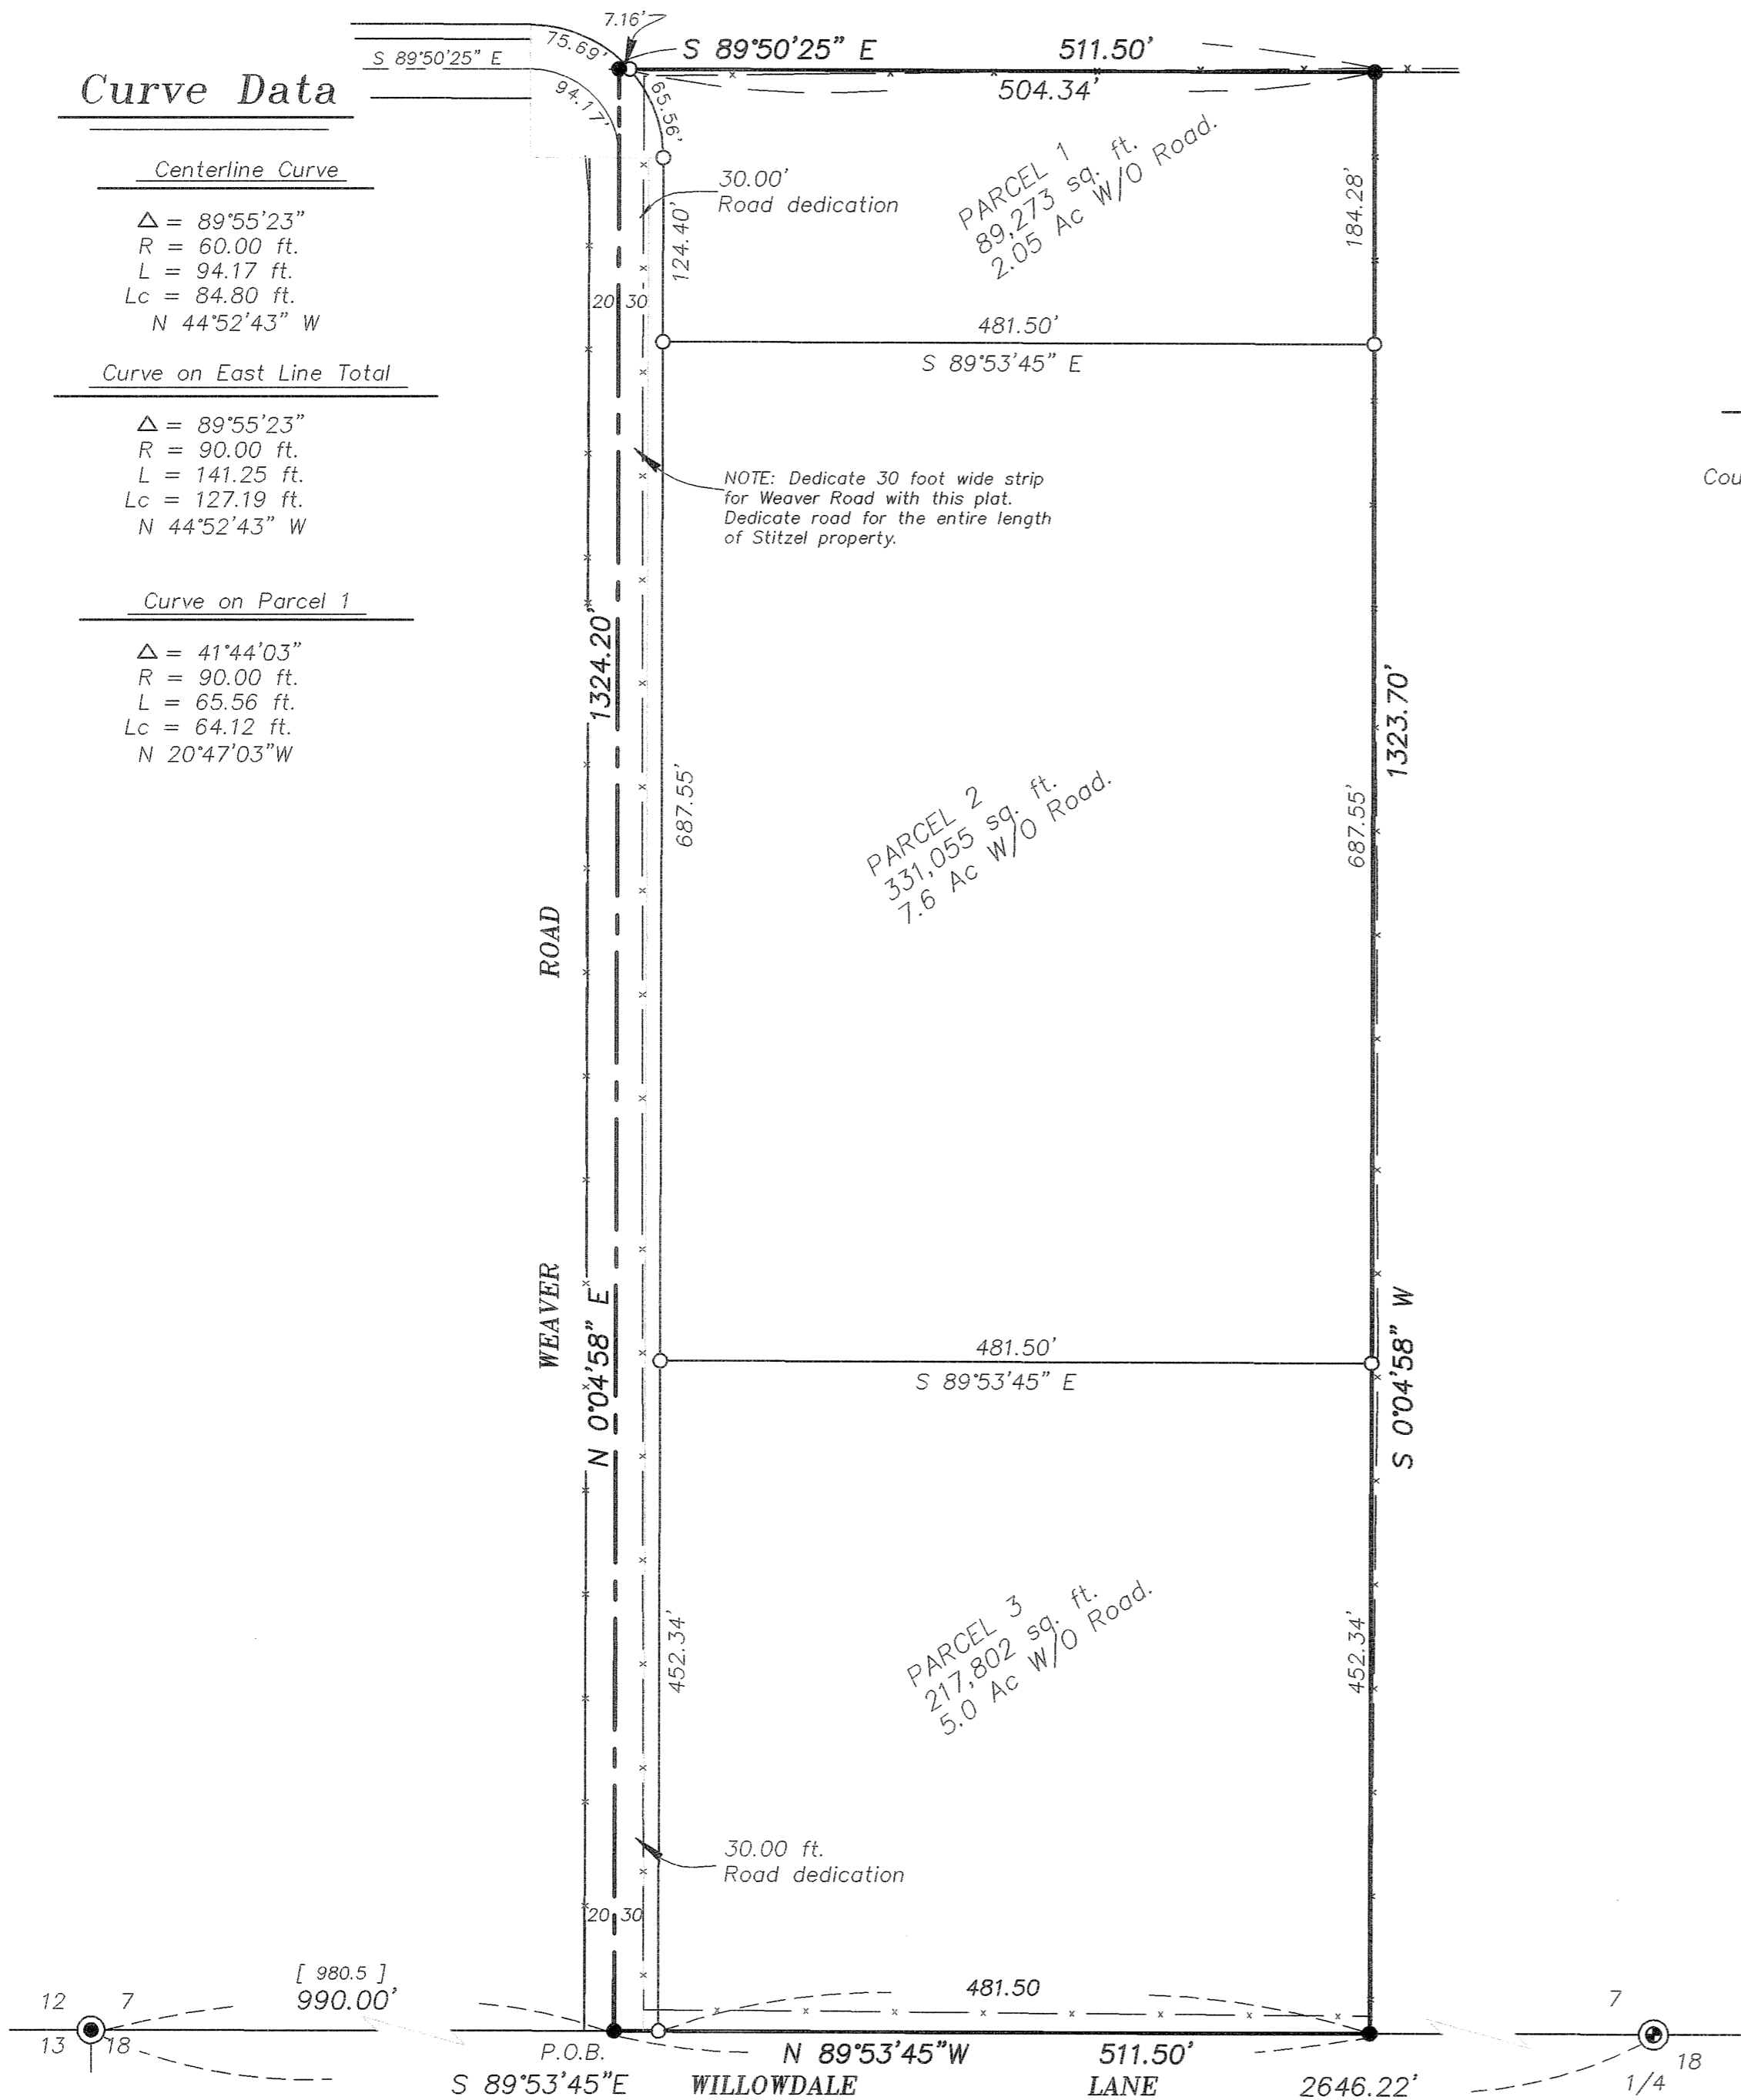 7.16'
75.69'
S 89°50'25" E 511.50'
S 89°50'25" E
504.34'
94.17'
65.56'
Curve Data
Centerline Curve
Δ = 89°55'23"
R = 60.00 ft.
L = 94.17 ft.
Lc = 84.80 ft.
N 44°52'43" W
Curve on East Line Total
Δ = 89°55'23"
R = 90.00 ft.
L = 141.25 ft.
Lc = 127.19 ft.
N 44°52'43" W
Curve on Parcel 1
Δ = 41°44'03"
R = 90.00 ft.
L = 65.56 ft.
Lc = 64.12 ft.
N 20°47'03"W
30.00'
Road dedication
124.40'
PARCEL 1
89,273 sq. ft.
2.05 Ac W/O Road.
184.28'
20 30
481.50'
S 89°53'45" E
Cou
NOTE: Dedicate 30 foot wide strip
for Weaver Road with this plat.
Dedicate road for the entire length
of Stitzel property.
1324.20'
1323.70'
687.55'
687.55'
PARCEL 2
331,055 sq. ft.
7.6 Ac W/O Road.
WEAVER ROAD
N 0°04'58" E
S 0°04'58" W
481.50'
S 89°53'45" E
452.34'
452.34'
PARCEL 3
217,802 sq. ft.
5.0 Ac W/O Road.
30.00 ft.
Road dedication
20 30
[ 980.5 ]
990.00'
481.50
12 7
13 18
7
18
1/4
P.O.B.
N 89°53'45"W 511.50'
S 89°53'45"E
WILLOWDALE LANE
2646.22'